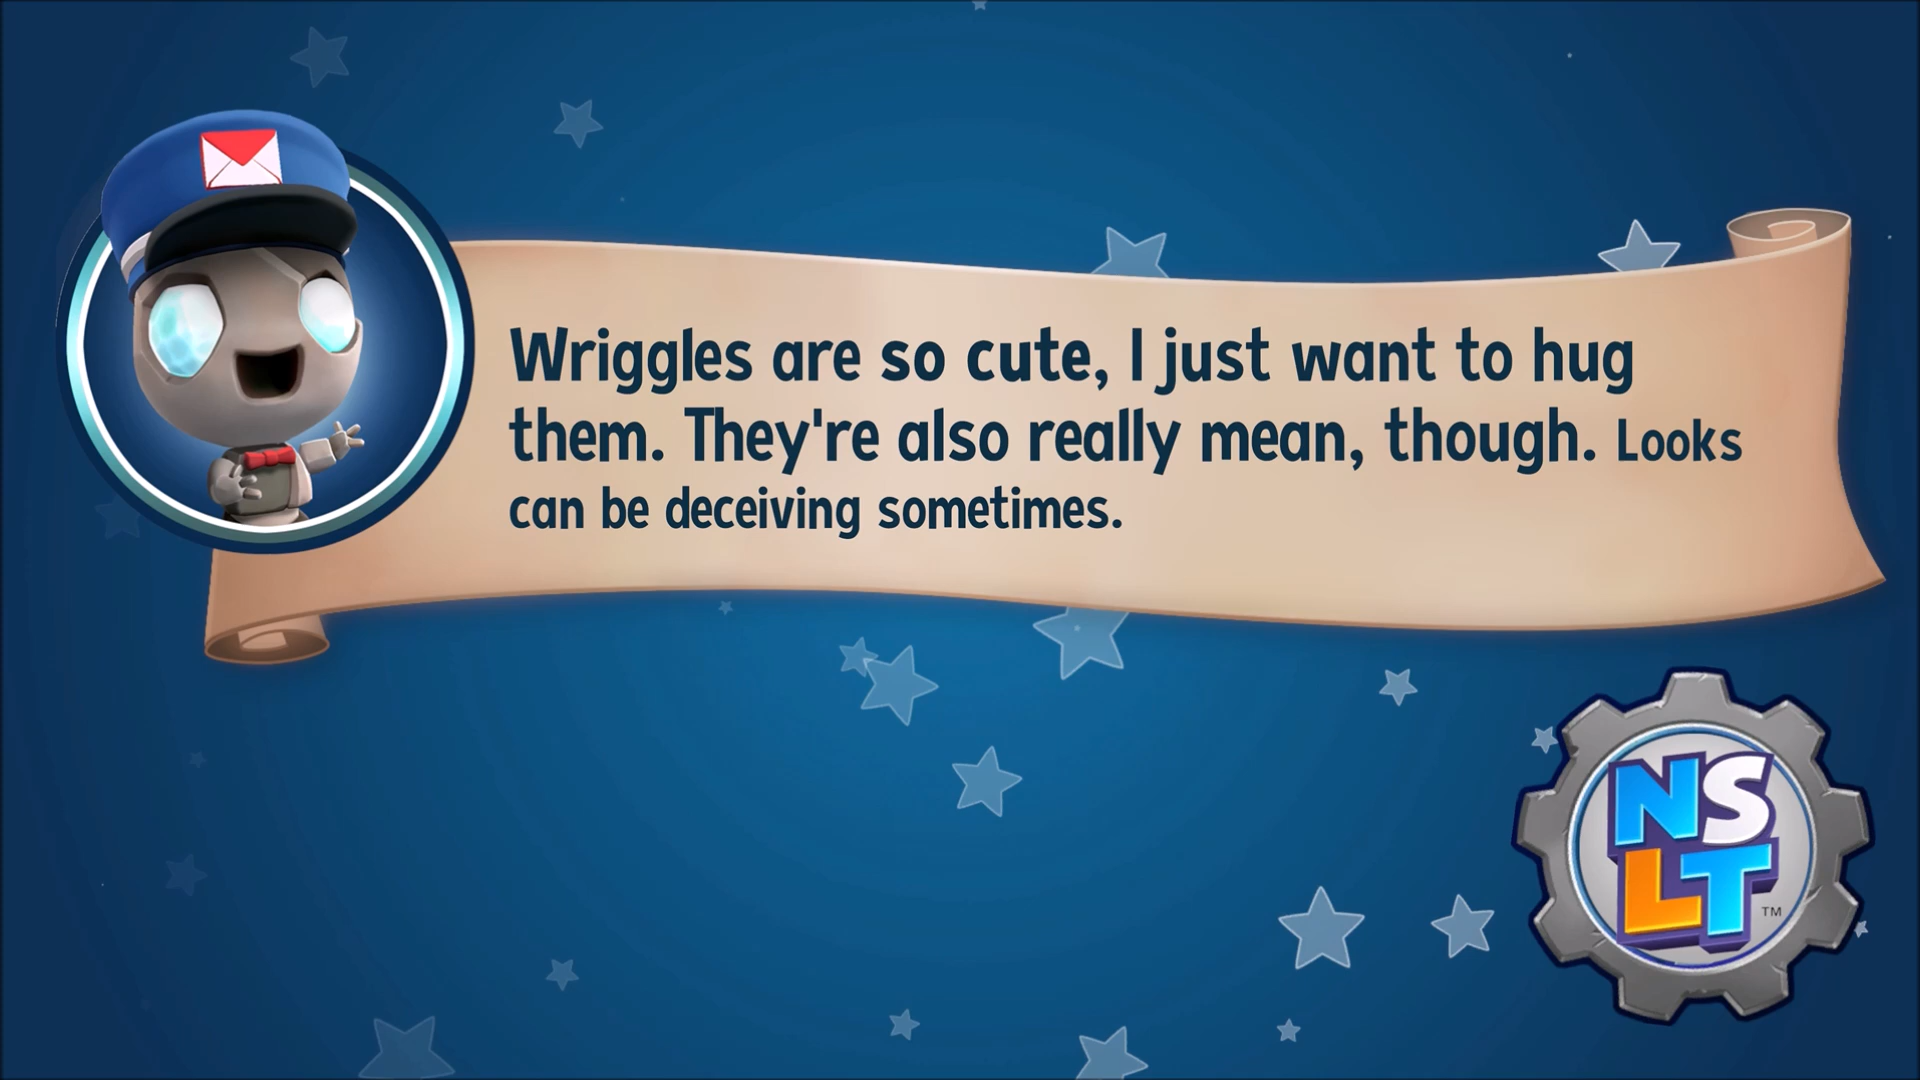 Wriggles are so cute, I just want to hug
them. They're also really mean, though. Looks
can be deceiving sometimes.
NS
LT
TM